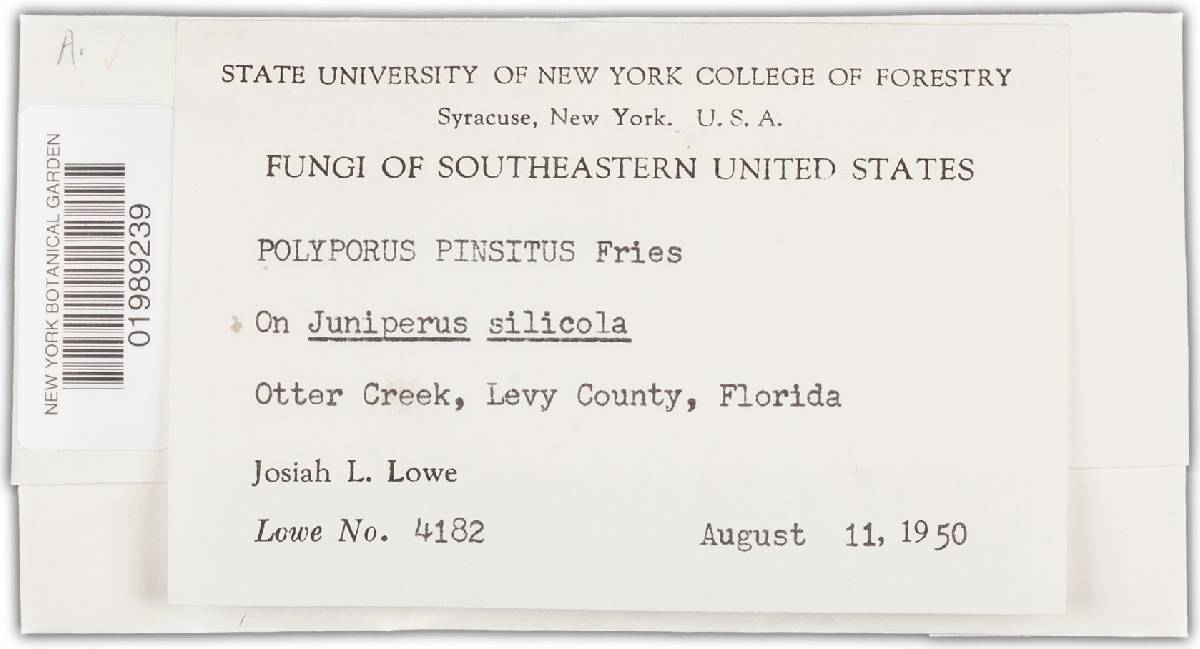 A. ✓
STATE UNIVERSITY OF NEW YORK COLLEGE OF FORESTRY
Syracuse, New York. U. S. A.
FUNGI OF SOUTHEASTERN UNITED STATES
POLYPORUS PINSITUS Fries
On Juniperus silicola
Otter Creek, Levy County, Florida
Josiah L. Lowe
Lowe No. 4182 August 11, 1950
NEW YORK BOTANICAL GARDEN
01989239